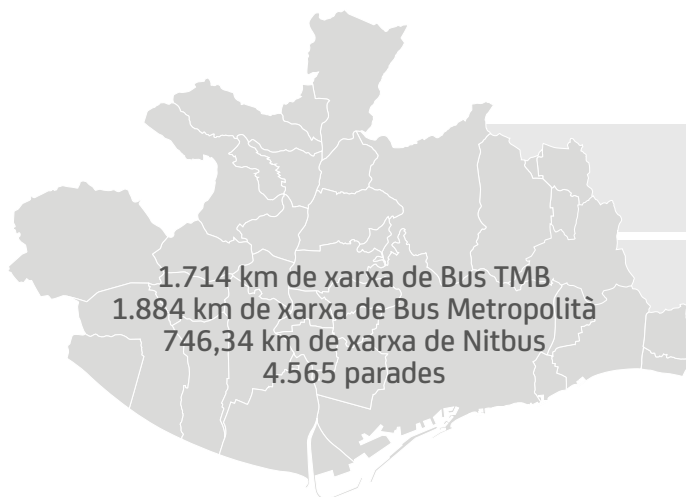 1.714 km de xarxa de Bus TMB
1.884 km de xarxa de Bus Metropolità
746,34 km de xarxa de Nitbus
4.565 parades